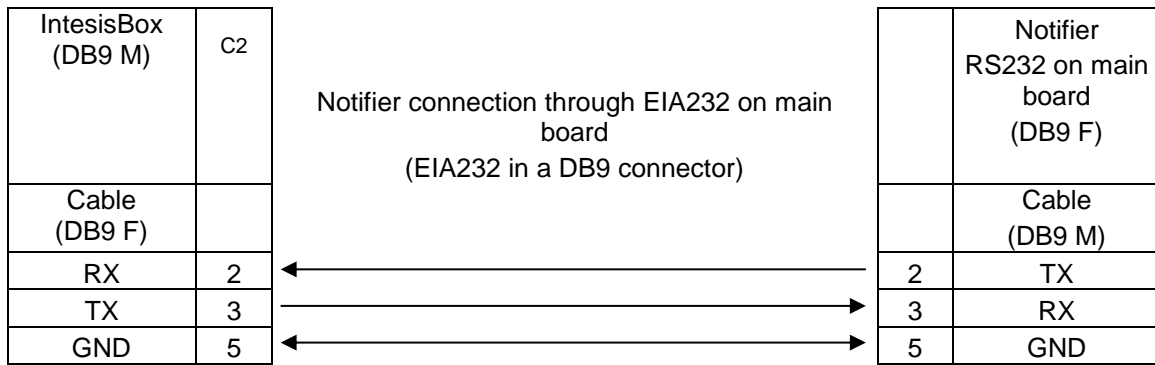 IntesisBox
(DB9 M)
C2
Notifier connection through EIA232 on main
board
(EIA232 in a DB9 connector)
Notifier
RS232 on main
board
(DB9 F)
Cable
(DB9 F)
Cable
(DB9 M)
RX 2 2 TX
TX 3 3 RX
GND 5 5 GND